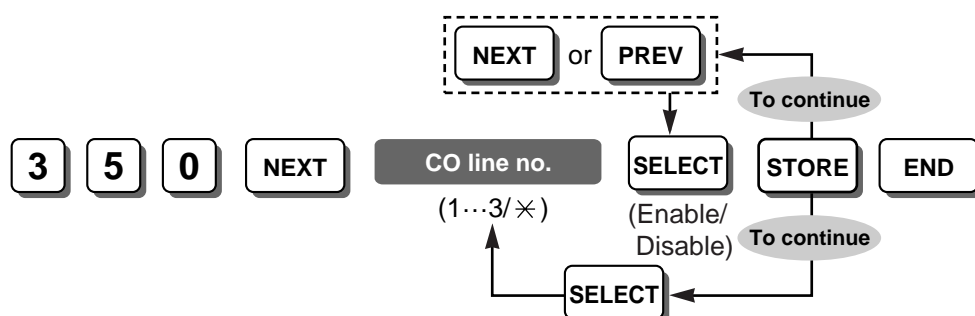 NEXT or PREV
To continue
3 5 0 NEXT CO line no. SELECT STORE END
(1···3/✳)
(Enable/
Disable)
To continue
SELECT